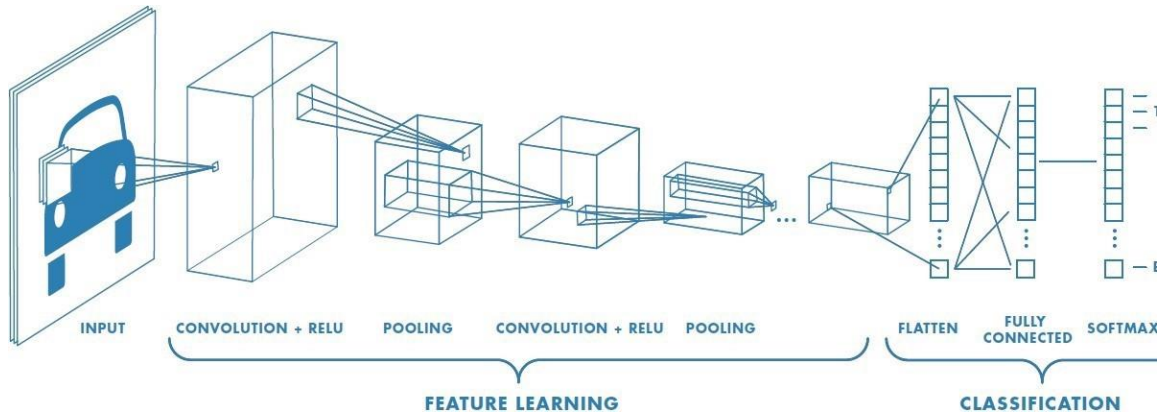 INPUT
CONVOLUTION + RELU
POOLING
CONVOLUTION + RELU
POOLING
FLATTEN
FULLY
CONNECTED
SOFTMAX
FEATURE LEARNING
CLASSIFICATION